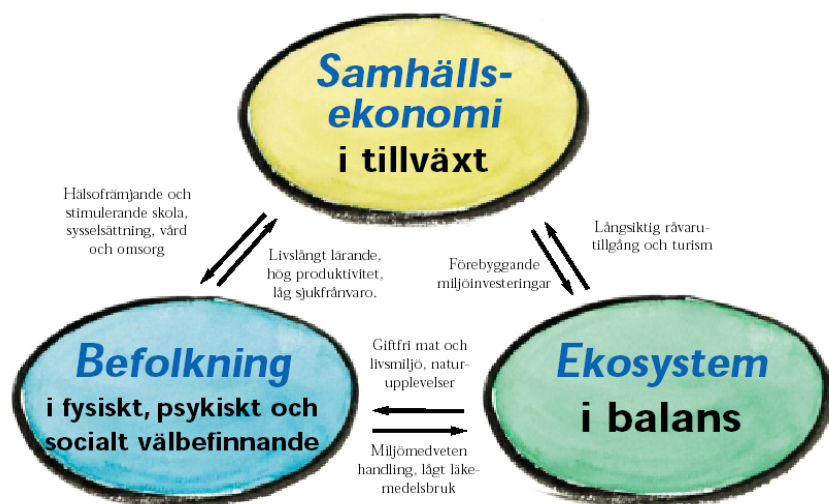 Samhälls-
ekonomi
i tillväxt
Hälsofrämjande och
stimulerande skola,
sysselsättning, vård
och omsorg
Livslångt lärande,
hög produktivitet,
låg sjukfrånvaro.
Förebyggande
miljöinvesteringar
Långsiktig råvaru-
tillgång och turism
Befolkning
i fysiskt, psykiskt och
socialt välbefinnande
Giftfri mat och
livsmiljö, natur-
upplevelser
Miljömedveten
handling, lågt läke-
medelsbruk
Ekosystem
i balans